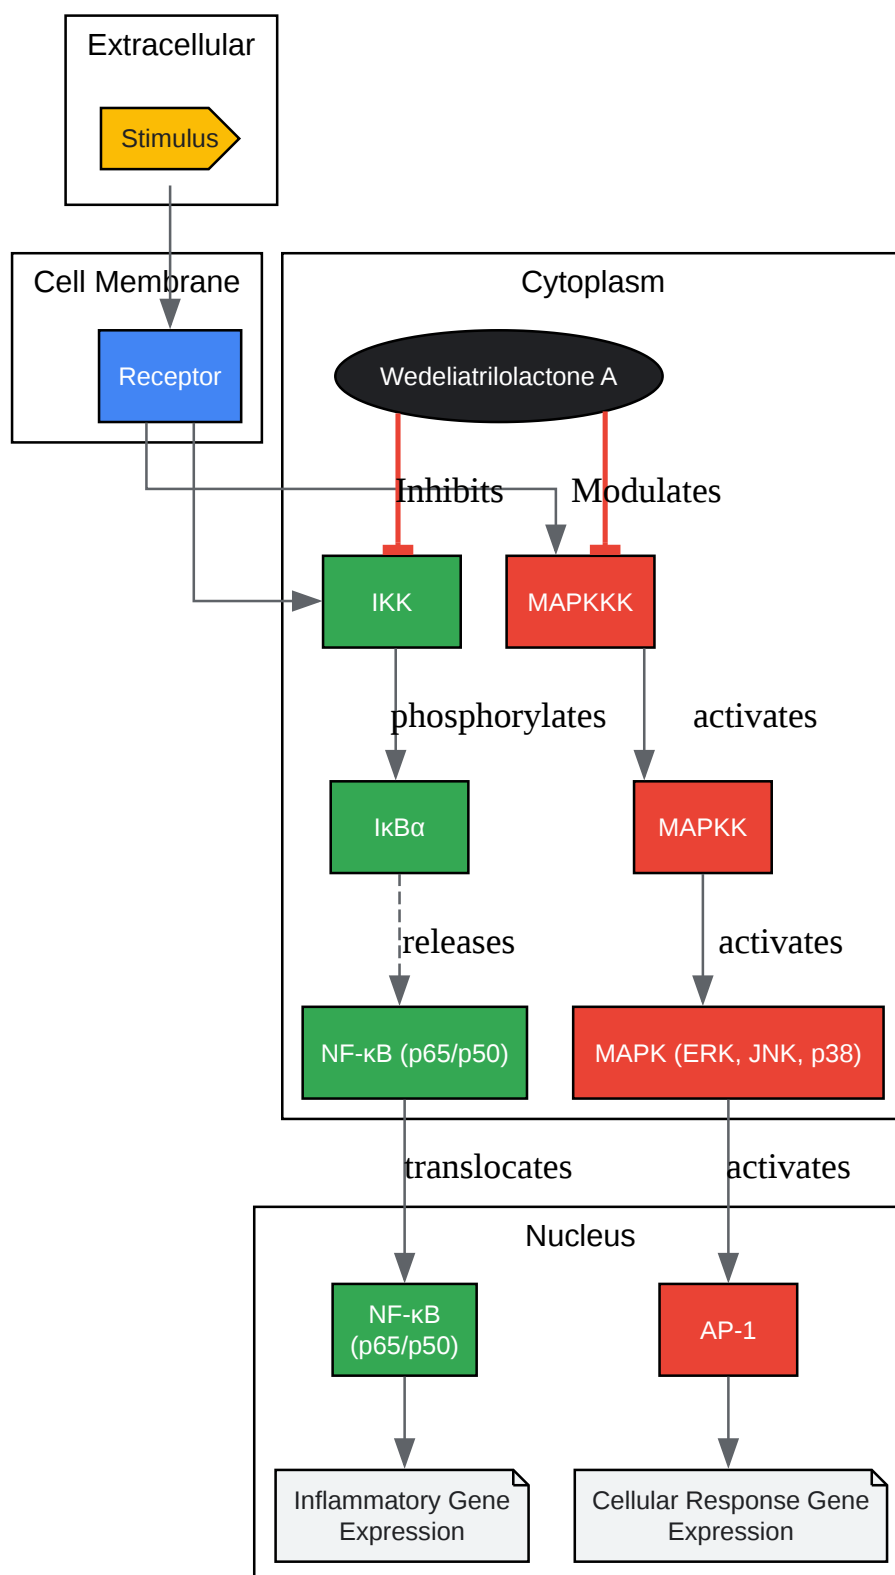 Extracellular
Stimulus
Cell Membrane
Cytoplasm
Receptor
Wedeliatrilolactone A
Inhibits
Modulates
IKK
MAPKKK
phosphorylates
activates
IκBα
MAPKK
releases
activates
NF-κB (p65/p50)
MAPK (ERK, JNK, p38)
translocates
activates
Nucleus
NF-κB
(p65/p50)
AP-1
Inflammatory Gene
Expression
Cellular Response Gene
Expression